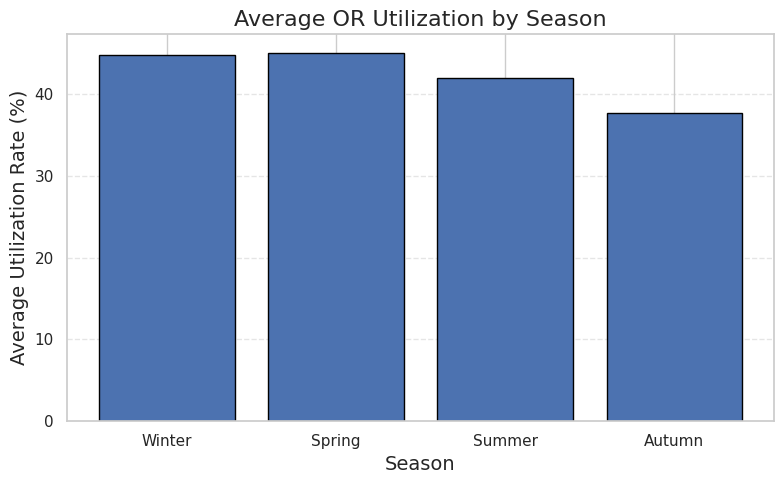 Average OR Utilization by Season
Average Utilization Rate (%)
40
30
20
10
0
Winter Spring Summer Autumn
Season